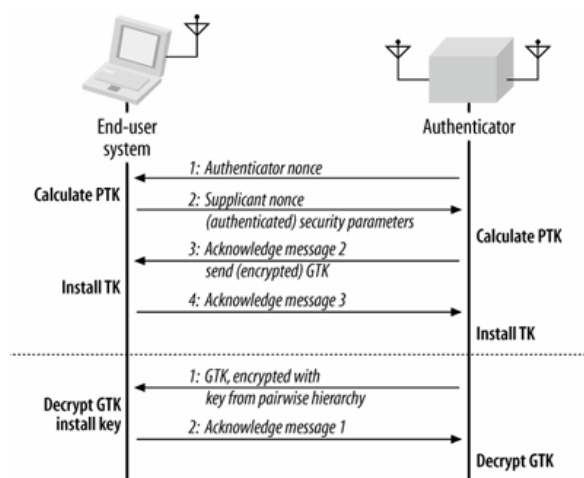 End-user
system
Authenticator
1: Authenticator nonce
Calculate PTK
2: Supplicant nonce
(authenticated) security parameters
Calculate PTK
3: Acknowledge message 2
send (encrypted) GTK
Install TK
4: Acknowledge message 3
Install TK
1: GTK, encrypted with
key from pairwise hierarchy
Decrypt GTK
install key
2: Acknowledge message 1
Decrypt GTK